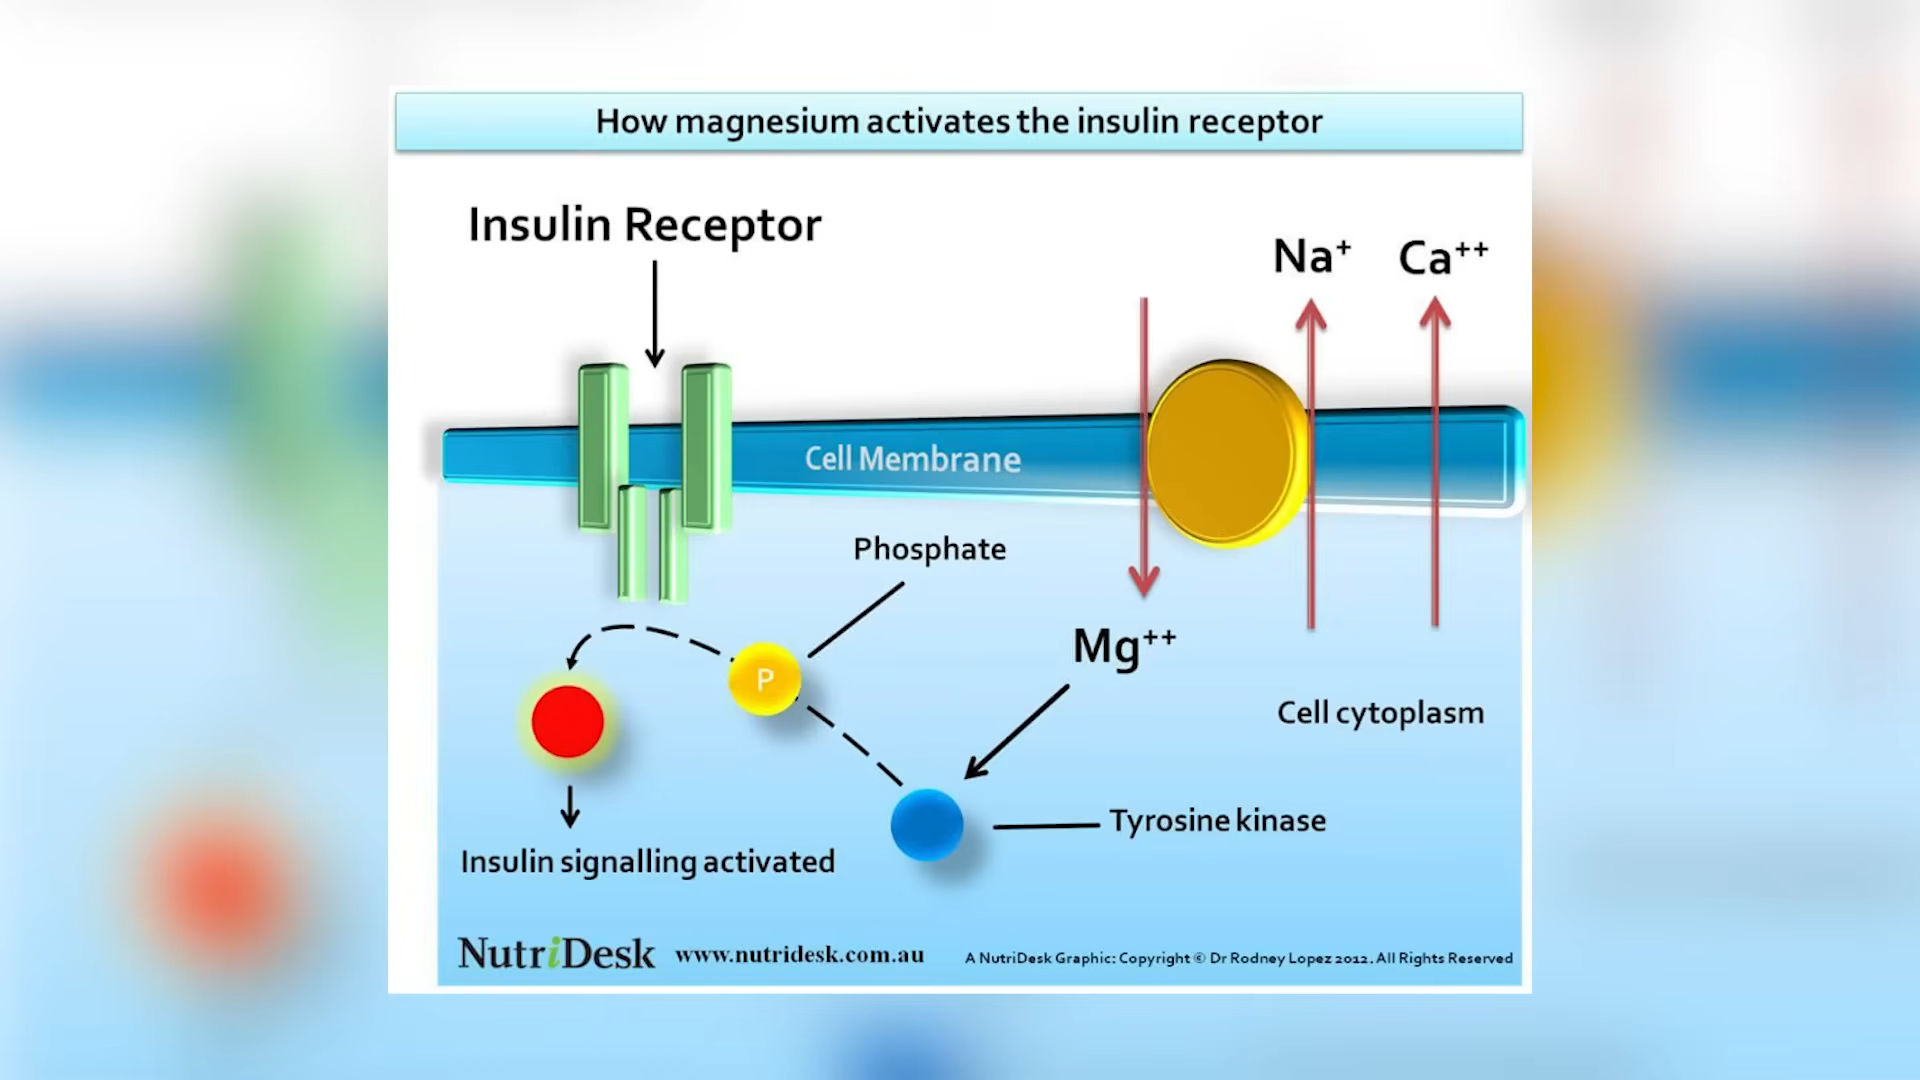 How magnesium activates the insulin receptor
Insulin Receptor
Na⁺ Ca⁺⁺
Cell Membrane
Phosphate
P
Mg⁺⁺
Cell cytoplasm
Tyrosine kinase
Insulin signalling activated
NutriDesk www.nutridesk.com.au A NutriDesk Graphic: Copyright © Dr Rodney Lopez 2012. All Rights Reserved